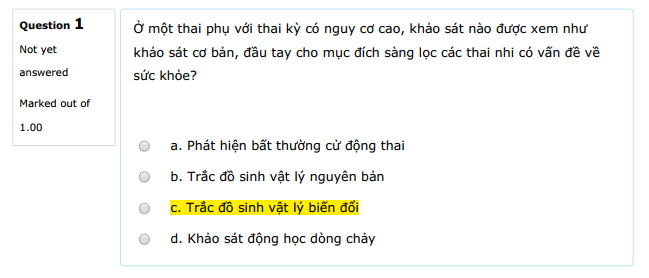 Question 1
Not yet
answered
Marked out of
1.00
Ở một thai phụ với thai kỳ có nguy cơ cao, khảo sát nào được xem như
khảo sát cơ bản, đầu tay cho mục đích sàng lọc các thai nhi có vấn đề về
sức khỏe?
a. Phát hiện bất thường cử động thai
b. Trắc đồ sinh vật lý nguyên bản
c. Trắc đồ sinh vật lý biến đổi
d. Khảo sát động học dòng chảy